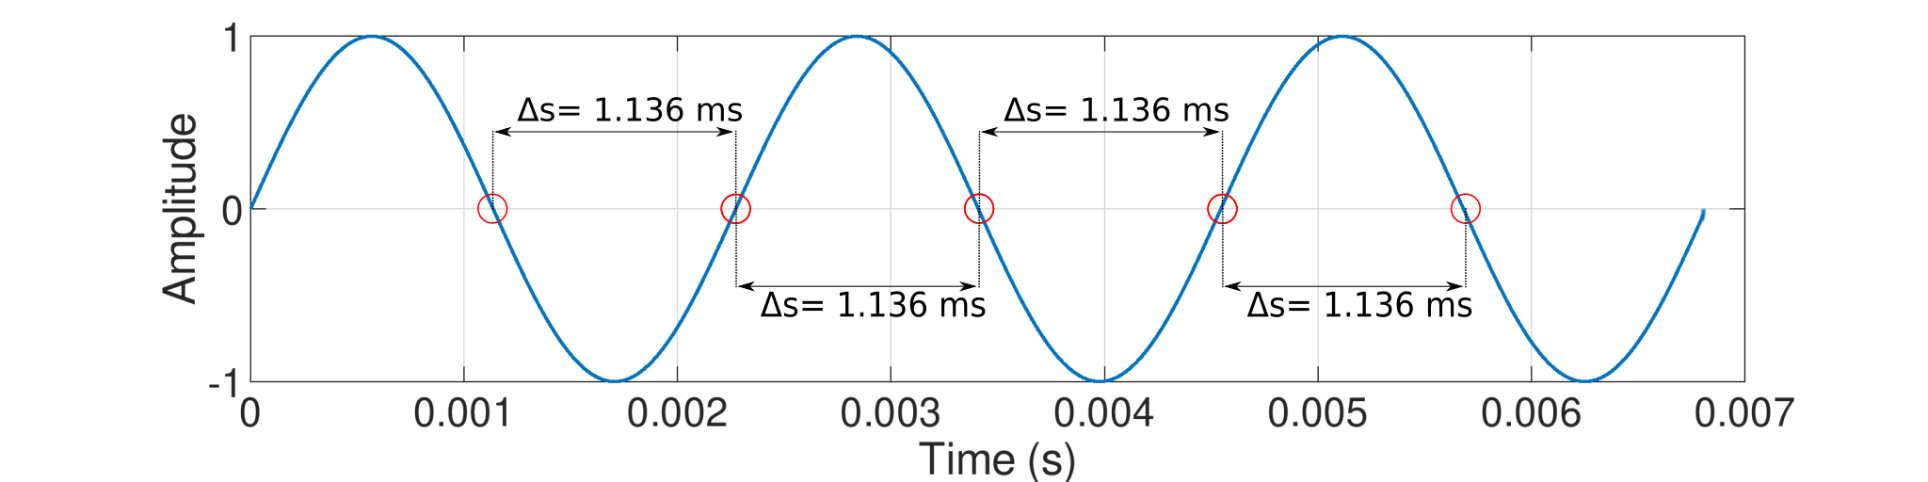 1
Δs= 1.136 ms
Δs= 1.136 ms
Amplitude
0
Δs= 1.136 ms
Δs= 1.136 ms
-1
0 0.001 0.002 0.003 0.004 0.005 0.006 0.007
Time (s)